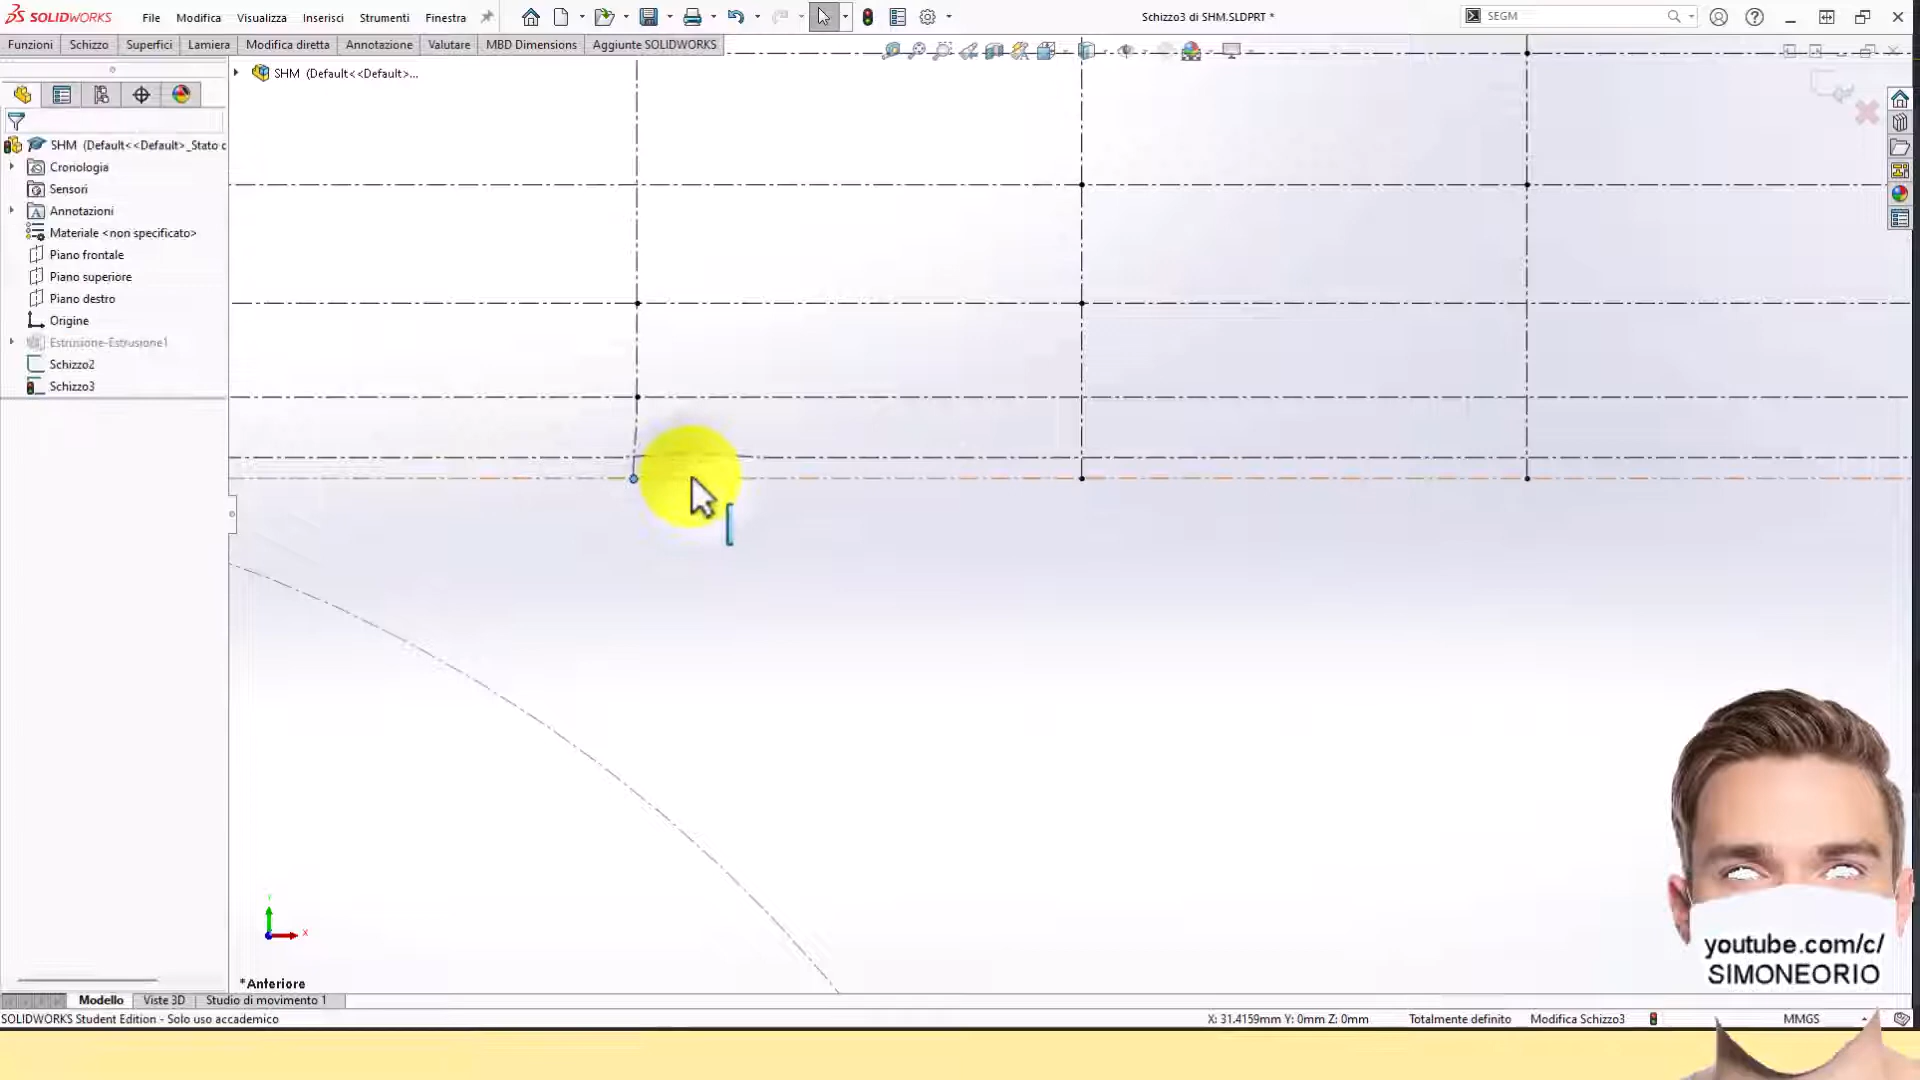 SOLIDWORKS
File Modifica Visualizza Inserisci Strumenti Finestra
Schizzo3 di SHM.SLDPRT *
SEGM
Funzioni Schizzo Superfici Lamiera Modifica diretta Annotazione Valutare MBD Dimensions Aggiunte SOLIDWORKS
SHM (Default<<Default>...
SHM (Default<<Default>_Stato c
Cronologia
Sensori
Annotazioni
Materiale <non specificato>
Piano frontale
Piano superiore
Piano destro
Origine
Estrusione-Estrusione1
Schizzo2
Schizzo3
Y
X
*Anteriore
youtube.com/c/
SIMONEORIO
Modello Viste 3D Studio di movimento 1
SOLIDWORKS Student Edition - Solo uso accademico
X: 31.4159mm Y: 0mm Z: 0mm Totalmente definito Modifica Schizzo3 MMGS